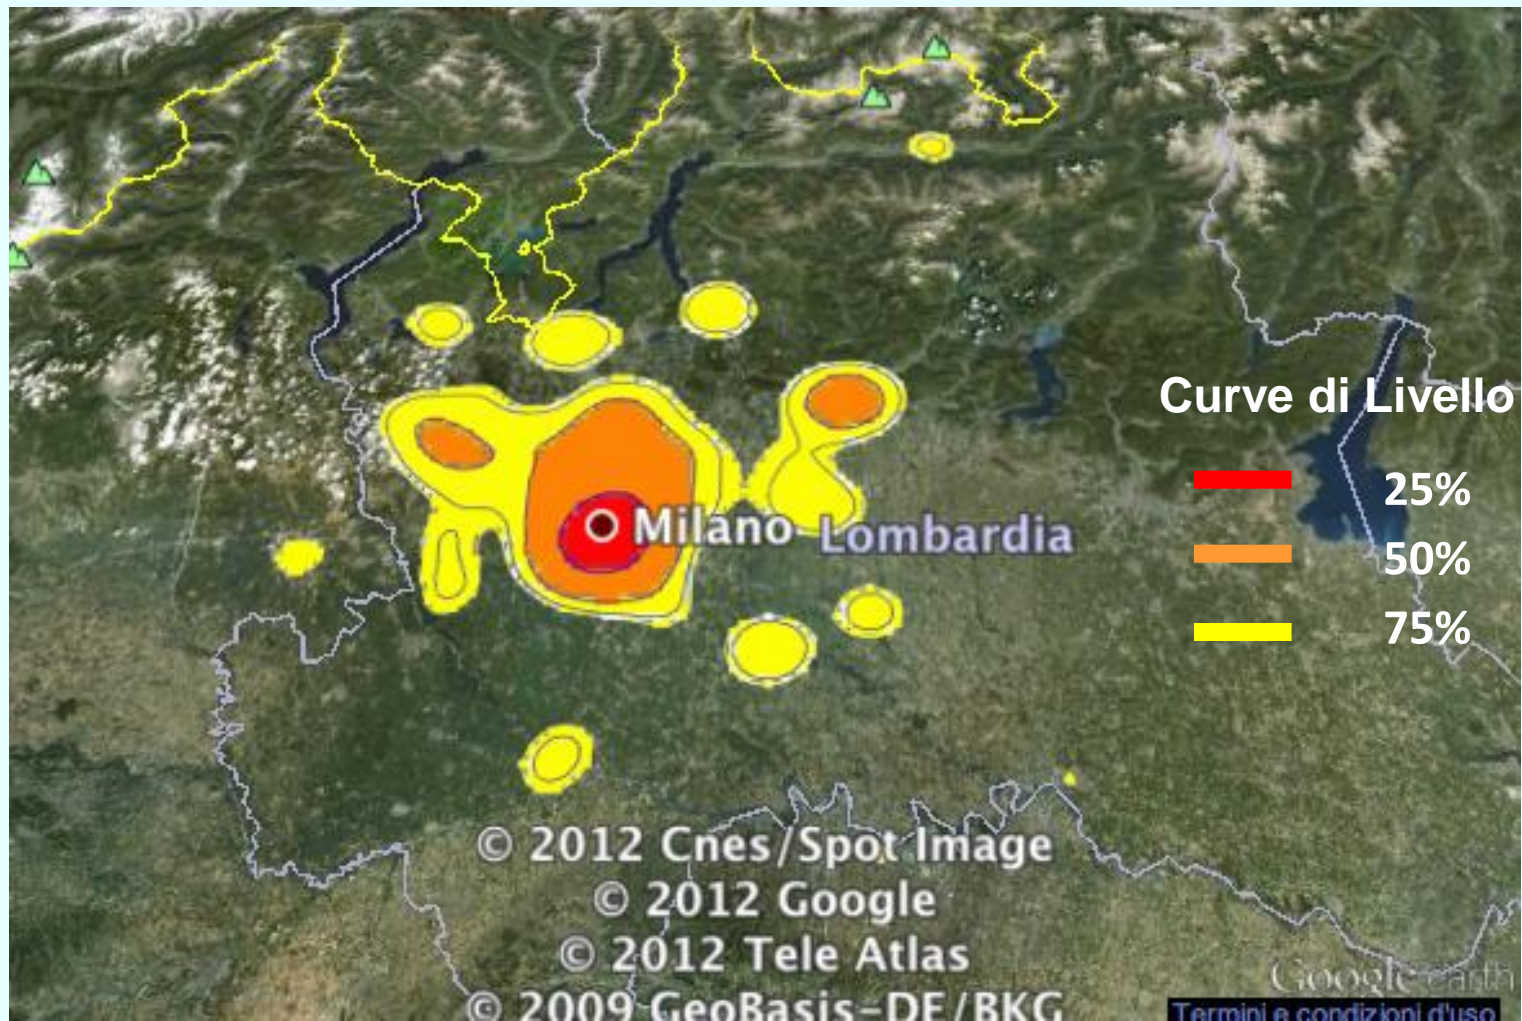 Curve di Livello
25%
50%
75%
Milano
Lombardia
© 2012 Cnes/Spot Image
© 2012 Google
© 2012 Tele Atlas
© 2009 GeoBasis-DE/BKG
Google earth
Termini e condizioni d'uso